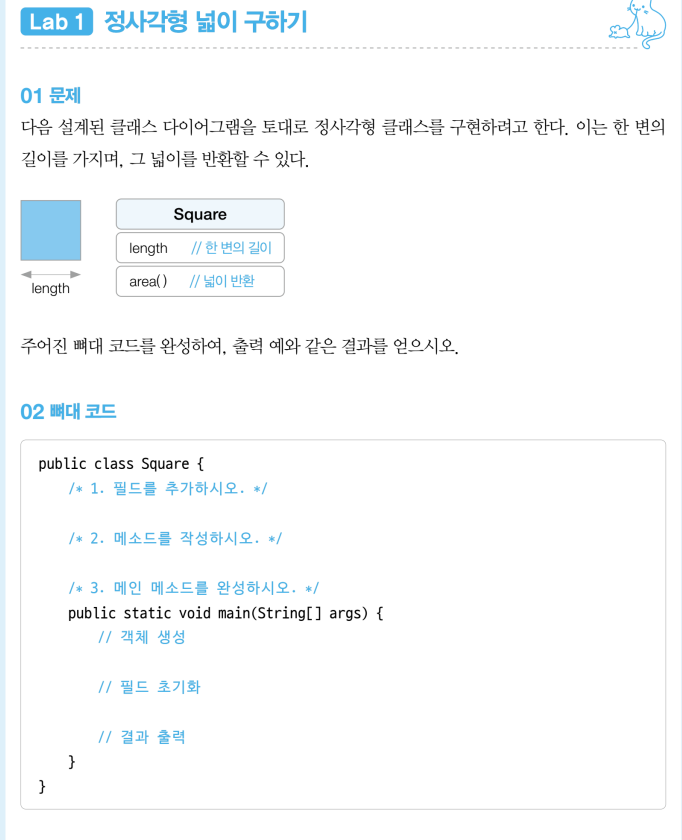 Lab 1 정사각형 넓이 구하기
01 문제
다음 설계된 클래스 다이어그램을 토대로 정사각형 클래스를 구현하려고 한다. 이는 한 변의
길이를 가지며, 그 넓이를 반환할 수 있다.
Square
length // 한 변의 길이
area( ) // 넓이 반환
length
주어진 뼈대 코드를 완성하여, 출력 예와 같은 결과를 얻으시오.
02 뼈대 코드
public class Square {
/* 1. 필드를 추가하시오. */
/* 2. 메소드를 작성하시오. */
/* 3. 메인 메소드를 완성하시오. */
public static void main(String[] args) {
// 객체 생성
// 필드 초기화
// 결과 출력
}
}